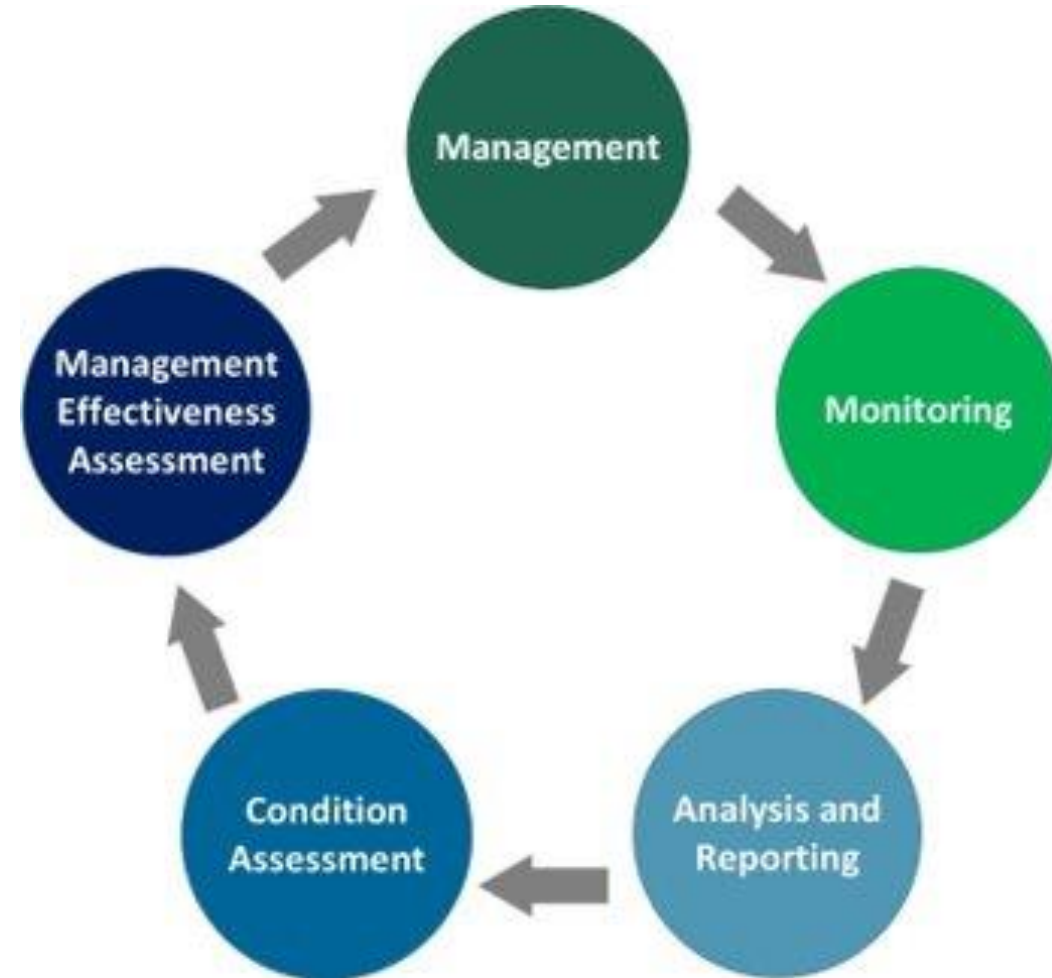 Management
Monitoring
Analysis and
Reporting
Condition
Assessment
Management
Effectiveness
Assessment